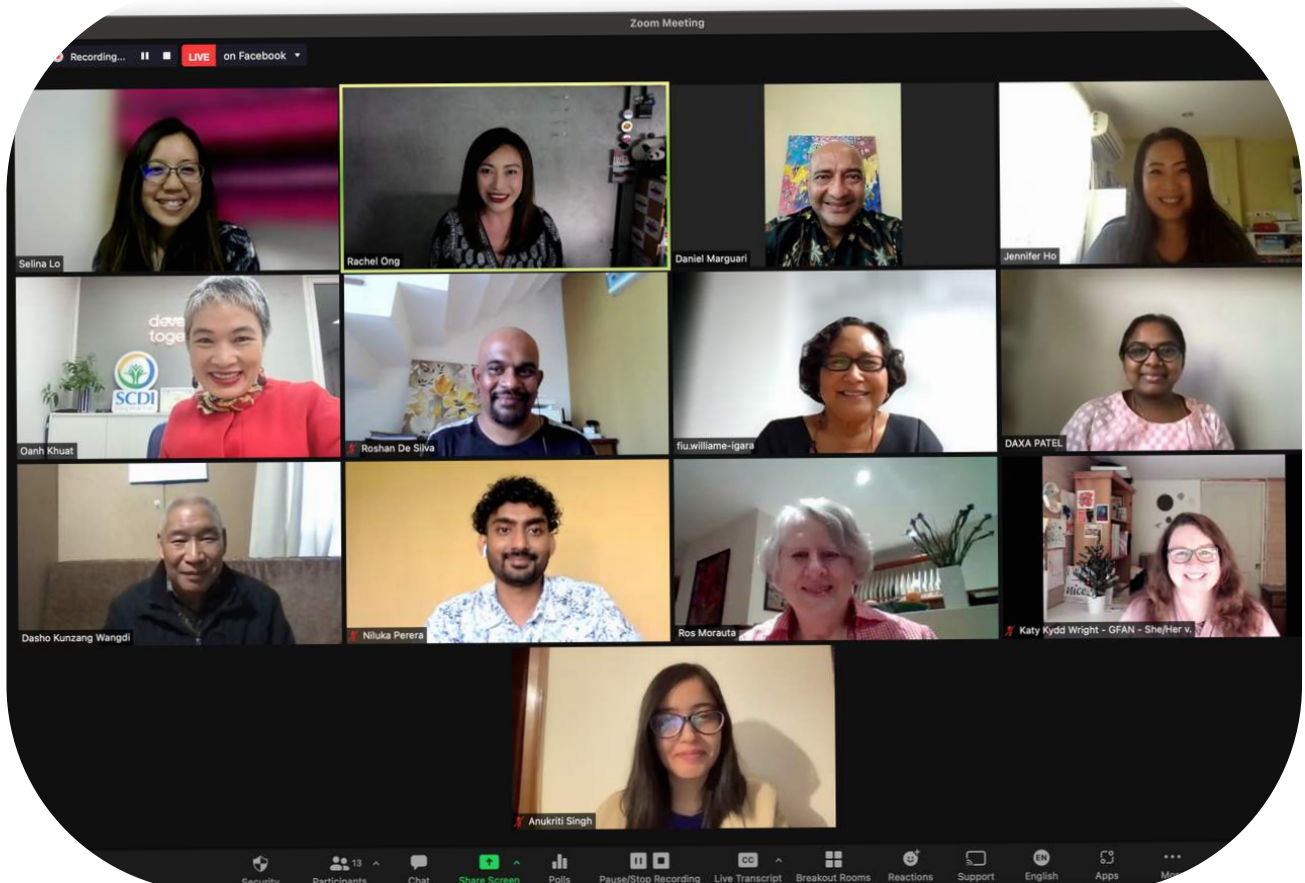 Zoom Meeting
Recording...
LIVE on Facebook
Selina Lo
Rachel Ong
Daniel Marguari
Jennifer Ho
deve
toge
SCDI
Oanh Khuat
Roshan De Silva
fiu.williame-igara
DAXA PATEL
Dasho Kunzang Wangdi
Niluka Perera
Ros Morauta
nice
Katy Kydd Wright - GFAN - She/Her v.
Anukriti Singh
Security
13
Participants
Chat
Share Screen
Polls
Pause/Stop Recording
CC
Live Transcript
Breakout Rooms
Reactions
Support
EN
English
Apps